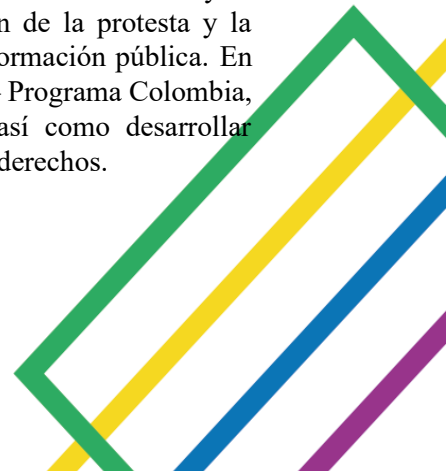 n de la protesta y la
ormación pública. En
Programa Colombia,
así como desarrollar
derechos.